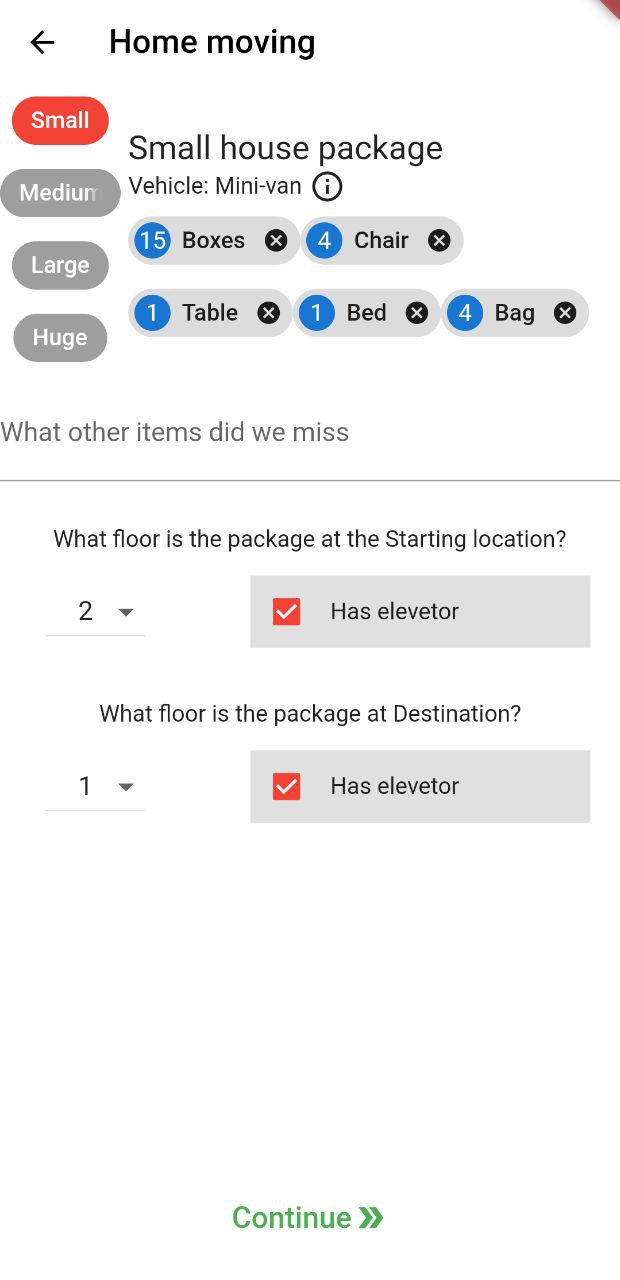 Home moving
Small
Medium
Large
Huge
Small house package
Vehicle: Mini-van
15 Boxes 4 Chair
1 Table 1 Bed 4 Bag
What other items did we miss
What floor is the package at the Starting location?
2 Has elevetor
What floor is the package at Destination?
1 Has elevetor
Continue